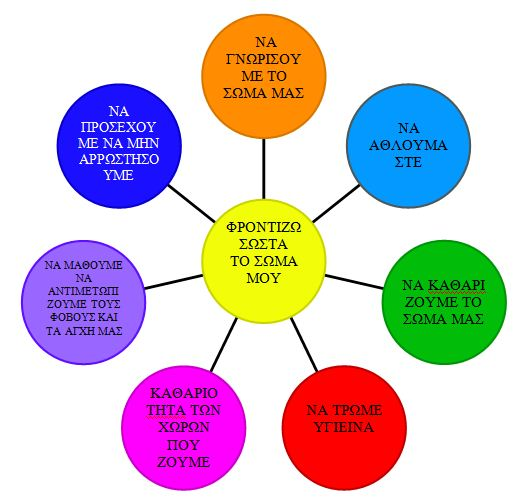 ΝΑ
ΓΝΩΡΙΣΟΥ
ΜΕ ΤΟ
ΣΩΜΑ ΜΑΣ
ΝΑ
ΑΘΛΟΥΜΑ
ΣΤΕ
ΝΑ ΚΑΘΑΡΙ
ΖΟΥΜΕ ΤΟ
ΣΩΜΑ ΜΑΣ
ΝΑ ΤΡΩΜΕ
ΥΓΙΕΙΝΑ
ΚΑΘΑΡΙΟ
ΤΗΤΑ ΤΩΝ
ΧΩΡΩΝ
ΠΟΥ
ΖΟΥΜΕ
ΝΑ ΜΑΘΟΥΜΕ
ΝΑ
ΑΝΤΙΜΕΤΩΠΙ
ΖΟΥΜΕ ΤΟΥΣ
ΦΟΒΟΥΣ ΚΑΙ
ΤΑ ΑΓΧΗ ΜΑΣ
ΝΑ
ΠΡΟΣΕΧΟΥ
ΜΕ ΝΑ ΜΗΝ
ΑΡΡΩΣΤΗΣΟ
ΥΜΕ
ΦΡΟΝΤΙΖΩ
ΣΩΣΤΑ
ΤΟ ΣΩΜΑ
ΜΟΥ